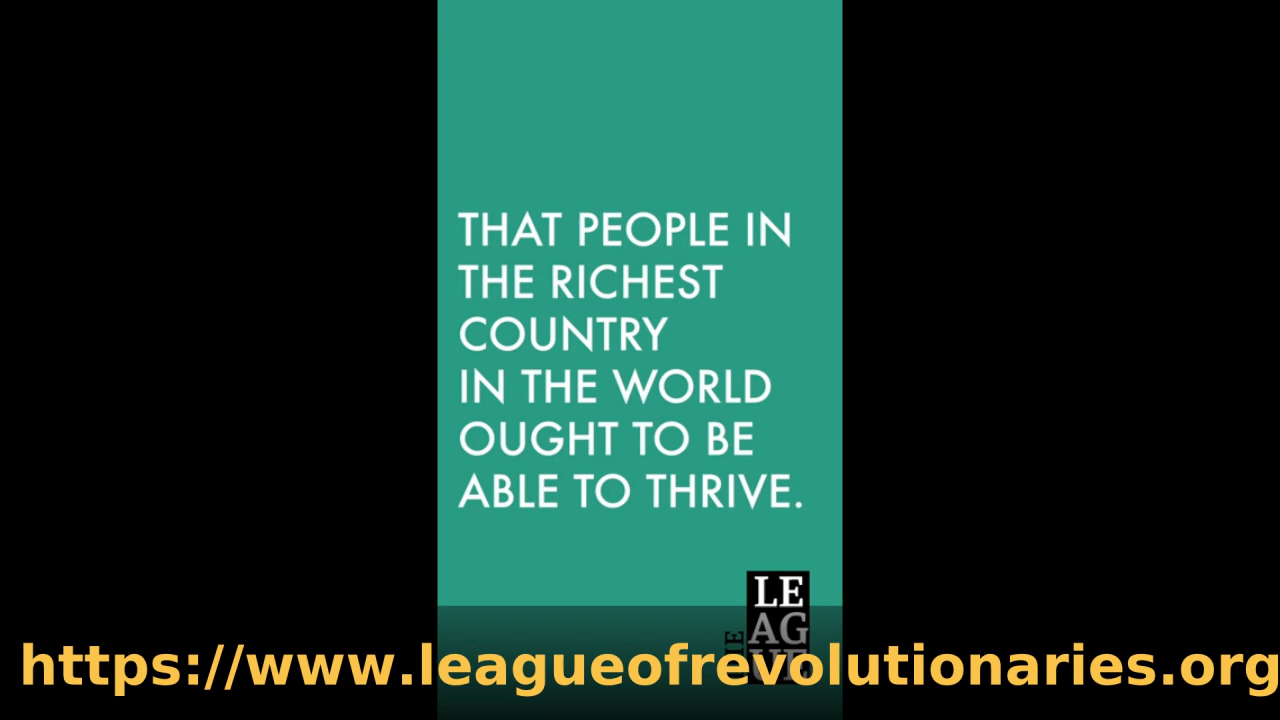 THAT PEOPLE IN
THE RICHEST
COUNTRY
IN THE WORLD
OUGHT TO BE
ABLE TO THRIVE.
LE
AG
UE
https://www.leagueofrevolutionaries.org